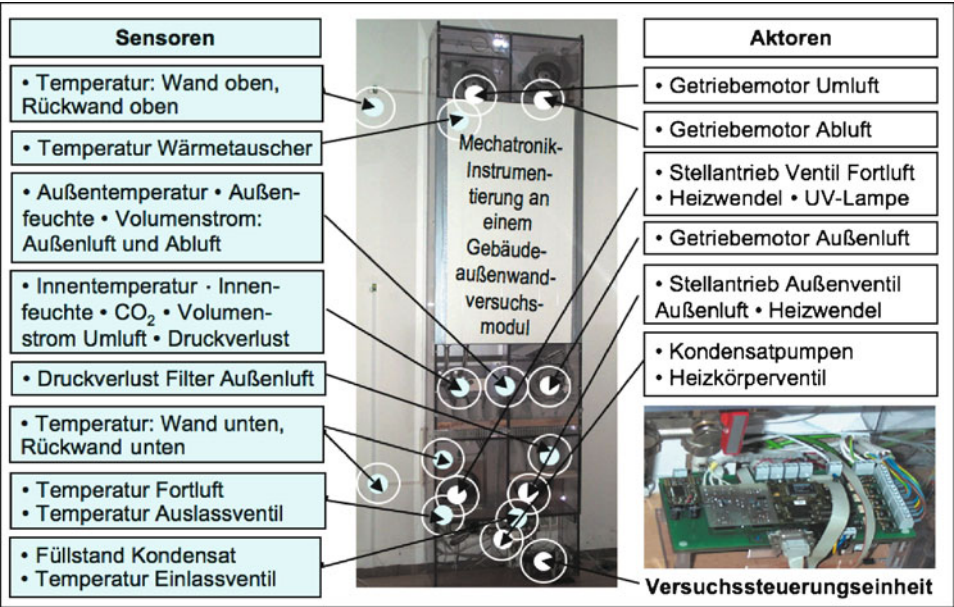 Sensoren
• Temperatur: Wand oben,
Rückwand oben
• Temperatur Wärmetauscher
• Außentemperatur • Außen-
feuchte • Volumenstrom:
Außenluft und Abluft
• Innentemperatur · Innen-
feuchte • CO₂ • Volumen-
strom Umluft • Druckverlust
• Druckverlust Filter Außenluft
• Temperatur: Wand unten,
Rückwand unten
• Temperatur Fortluft
• Temperatur Auslassventil
• Füllstand Kondensat
• Temperatur Einlassventil
Mechatronik-
Instrumen-
tierung an
einem
Gebäude-
außenwand-
versuchs-
modul
Aktoren
• Getriebemotor Umluft
• Getriebemotor Abluft
• Stellantrieb Ventil Fortluft
• Heizwendel • UV-Lampe
• Getriebemotor Außenluft
• Stellantrieb Außenventil
Außenluft • Heizwendel
• Kondensatpumpen
• Heizkörperventil
Versuchssteuerungseinheit